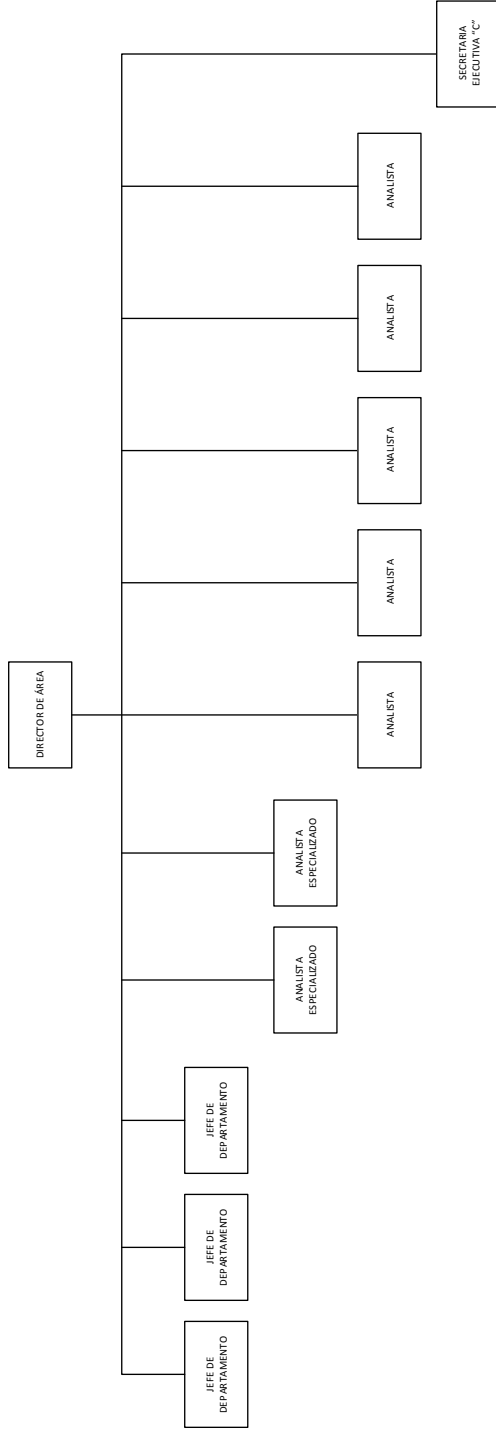 DIRECTOR DE ÁREA
JEFE DE
DEPARTAMENTO
JEFE DE
DEPARTAMENTO
JEFE DE
DEPARTAMENTO
ANALISTA
ESPECIALIZADO
ANALISTA
ESPECIALIZADO
ANALISTA
ANALISTA
ANALISTA
ANALISTA
ANALISTA
SECRETARIA
EJECUTIVA “C”